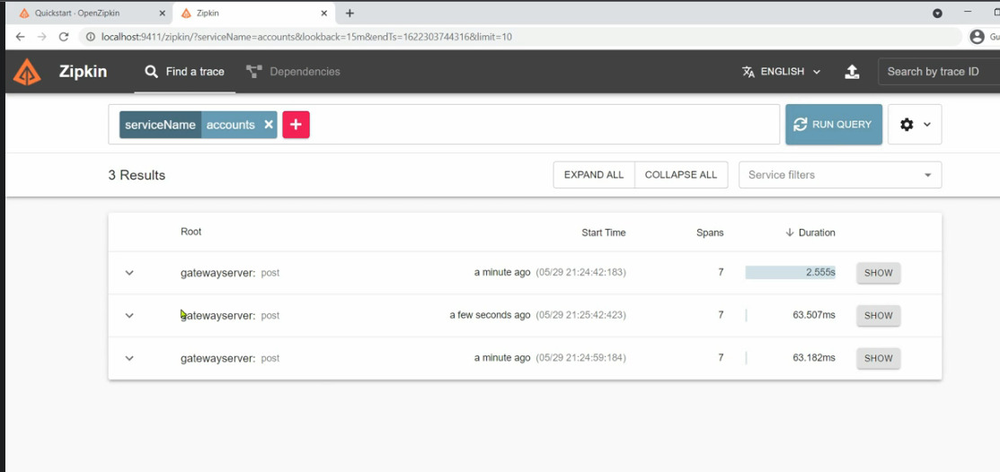 Quickstart · OpenZipkin
Zipkin
localhost:9411/zipkin/?serviceName=accounts&lookback=15m&endTs=1622303744316&limit=10
Gu
Zipkin Find a trace Dependencies ENGLISH Search by trace ID
serviceName accounts RUN QUERY
3 Results EXPAND ALL COLLAPSE ALL Service filters
Root Start Time Spans Duration
gatewayserver: post a minute ago (05/29 21:24:42:183) 7 2.555s SHOW
gatewayserver: post a few seconds ago (05/29 21:25:42:423) 7 63.507ms SHOW
gatewayserver: post a minute ago (05/29 21:24:59:184) 7 63.182ms SHOW